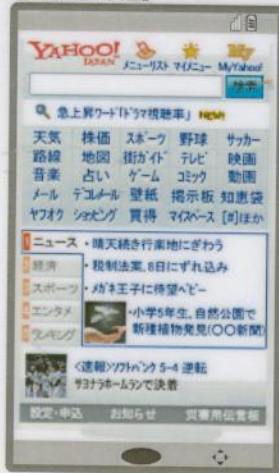 YAHOO!
JAPAN
メニューリスト マイメニュー My Yahoo!
検索
急上昇ワード「ドラマ視聴率」 NEW!
天気 株価 スポーツ 野球 サッカー
路線 地図 街ガイド テレビ 映画
音楽 占い ゲーム コミック 動画
メール デコメール 壁紙 掲示板 知恵袋
ヤフオク ショッピング 買得 マイスペース [#]ほか
1 ニュース
・晴天続き行楽地にぎわう
2 経済
・税制法案、8日にずれ込み
3 スポーツ
・メガネ王子に待望ベビー
4 エンタメ
・小学5年生、自然公園で
新種植物発見(〇〇新聞)
5 ランキング
<速報>ソフトバンク 5-4 逆転
サヨナラホームランで決着
設定・申込 お知らせ 災害用伝言板